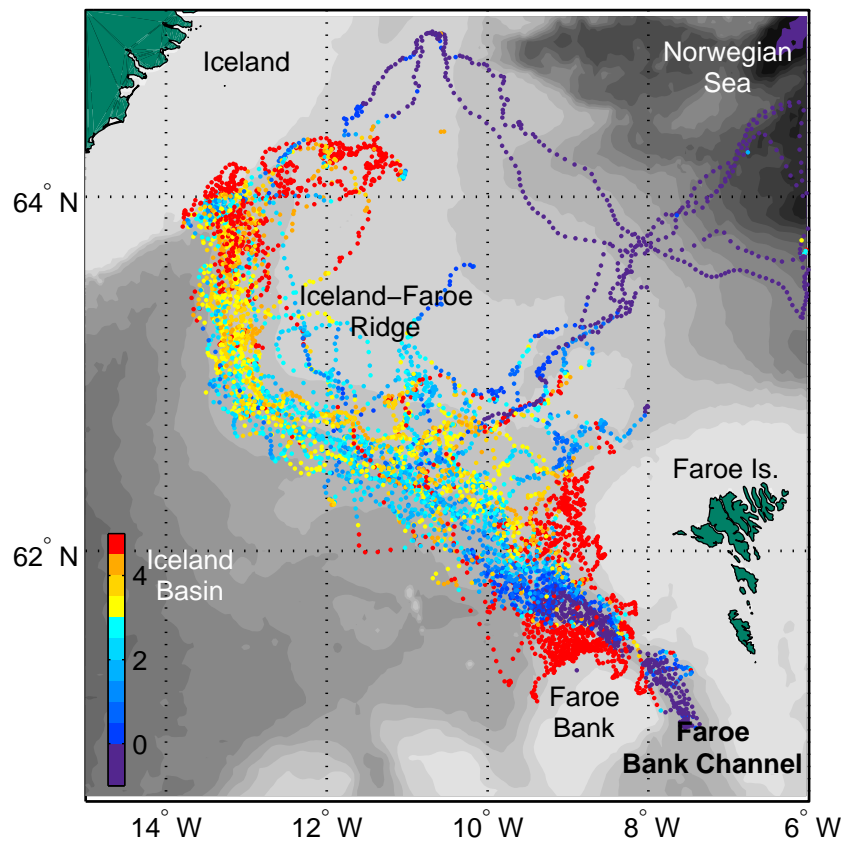 Iceland
Norwegian
Sea
64° N
Iceland–Faroe
Ridge
Faroe Is.
62° N
Iceland
Basin
4
2
0
Faroe
Bank
Faroe
Bank Channel
14° W
12° W
10° W
8° W
6° W